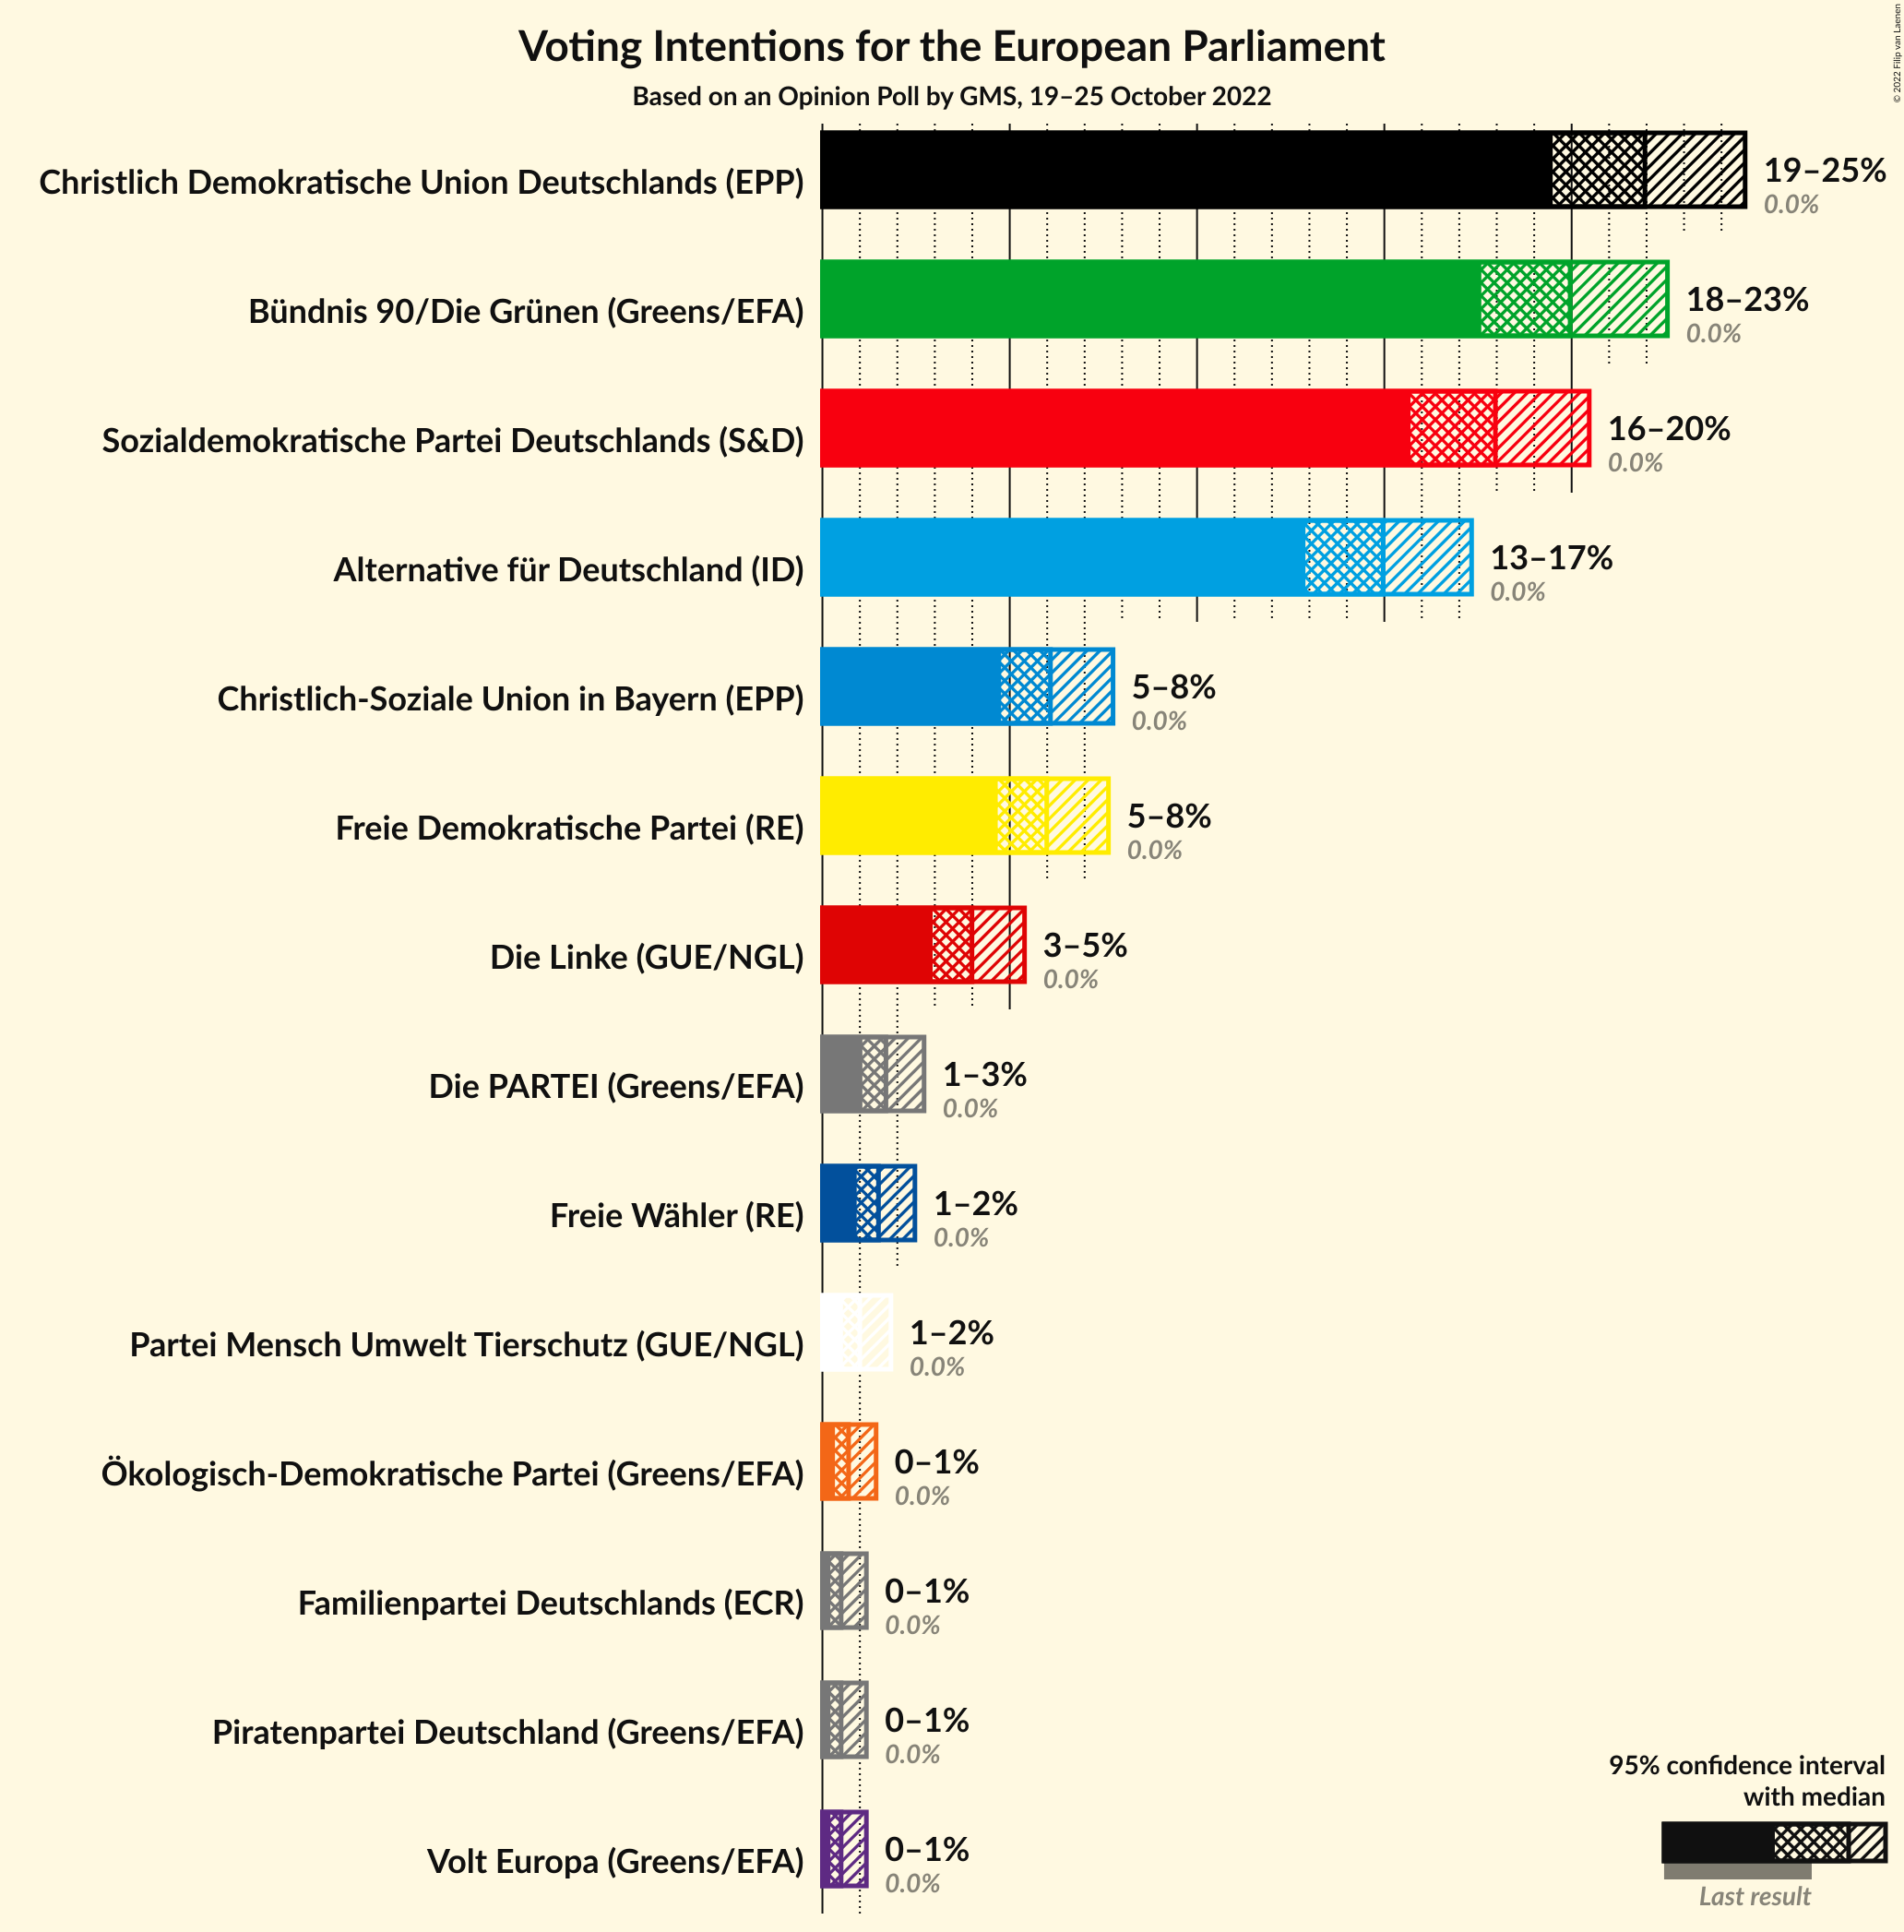 Voting Intentions for the European Parliament
Based on an Opinion Poll by GMS, 19–25 October 2022
© 2022 Filip van Laenen
Christlich Demokratische Union Deutschlands (EPP)
19–25%
0.0%
Bündnis 90/Die Grünen (Greens/EFA)
18–23%
0.0%
Sozialdemokratische Partei Deutschlands (S&D)
16–20%
0.0%
Alternative für Deutschland (ID)
13–17%
0.0%
Christlich-Soziale Union in Bayern (EPP)
5–8%
0.0%
Freie Demokratische Partei (RE)
5–8%
0.0%
Die Linke (GUE/NGL)
3–5%
0.0%
Die PARTEI (Greens/EFA)
1–3%
0.0%
Freie Wähler (RE)
1–2%
0.0%
Partei Mensch Umwelt Tierschutz (GUE/NGL)
1–2%
0.0%
Ökologisch-Demokratische Partei (Greens/EFA)
0–1%
0.0%
Familienpartei Deutschlands (ECR)
0–1%
0.0%
Piratenpartei Deutschland (Greens/EFA)
0–1%
0.0%
Volt Europa (Greens/EFA)
0–1%
0.0%
95% confidence interval
with median
Last result